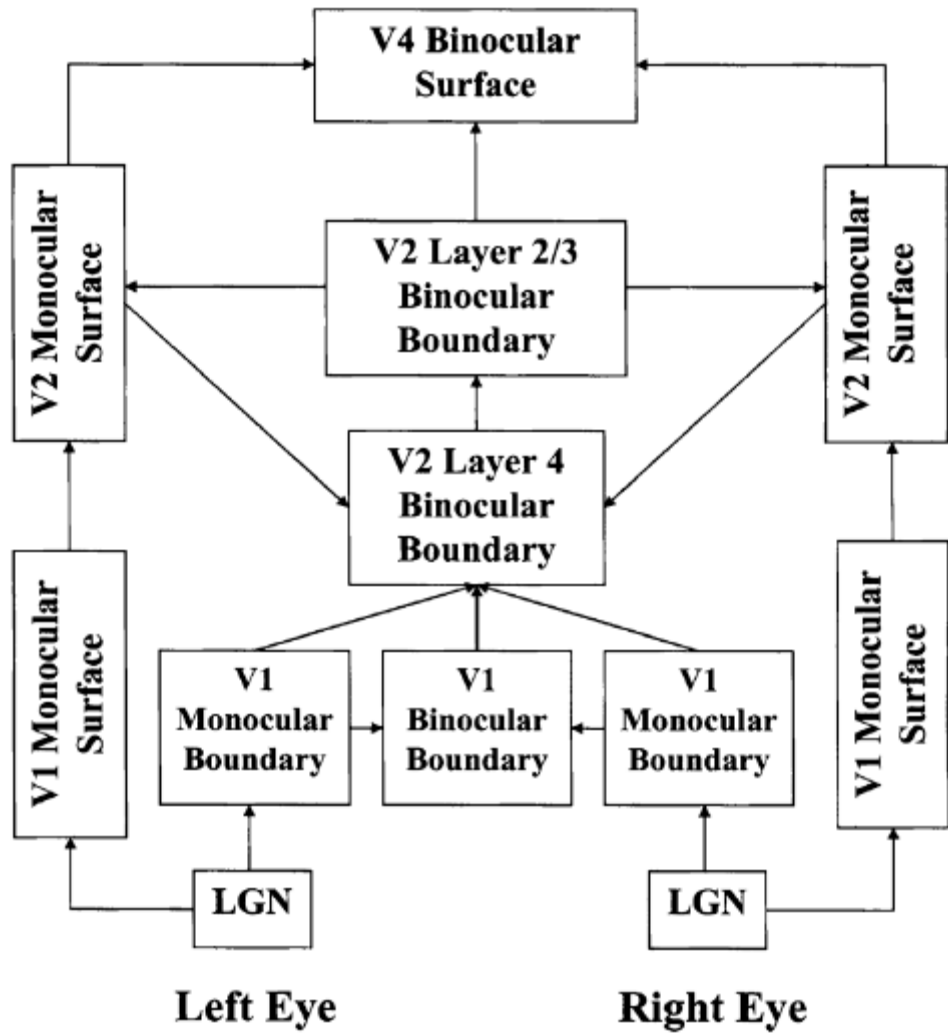 V4 Binocular
Surface
V2 Monocular
Surface
V2 Layer 2/3
Binocular
Boundary
V2 Monocular
Surface
V2 Layer 4
Binocular
Boundary
V1 Monocular
Surface
V1
Monocular
Boundary
V1
Binocular
Boundary
V1
Monocular
Boundary
V1 Monocular
Surface
LGN
LGN
Left Eye
Right Eye